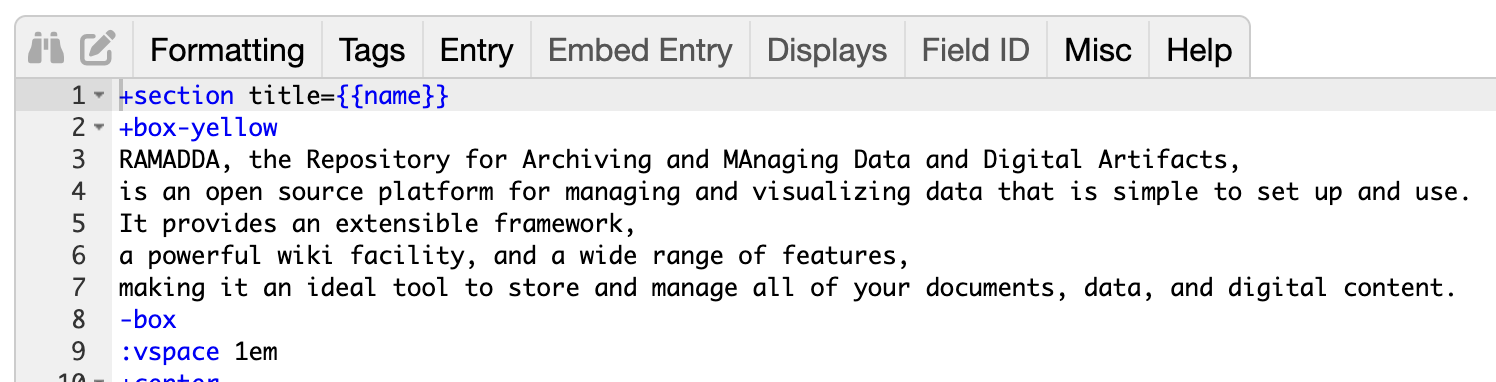 Formatting Tags Entry Embed Entry Displays Field ID Misc Help
1 +section title={{name}}
2 +box-yellow
3 RAMADDA, the Repository for Archiving and MAnaging Data and Digital Artifacts,
4 is an open source platform for managing and visualizing data that is simple to set up and use.
5 It provides an extensible framework,
6 a powerful wiki facility, and a wide range of features,
7 making it an ideal tool to store and manage all of your documents, data, and digital content.
8 -box
9 :vspace 1em
10 +center